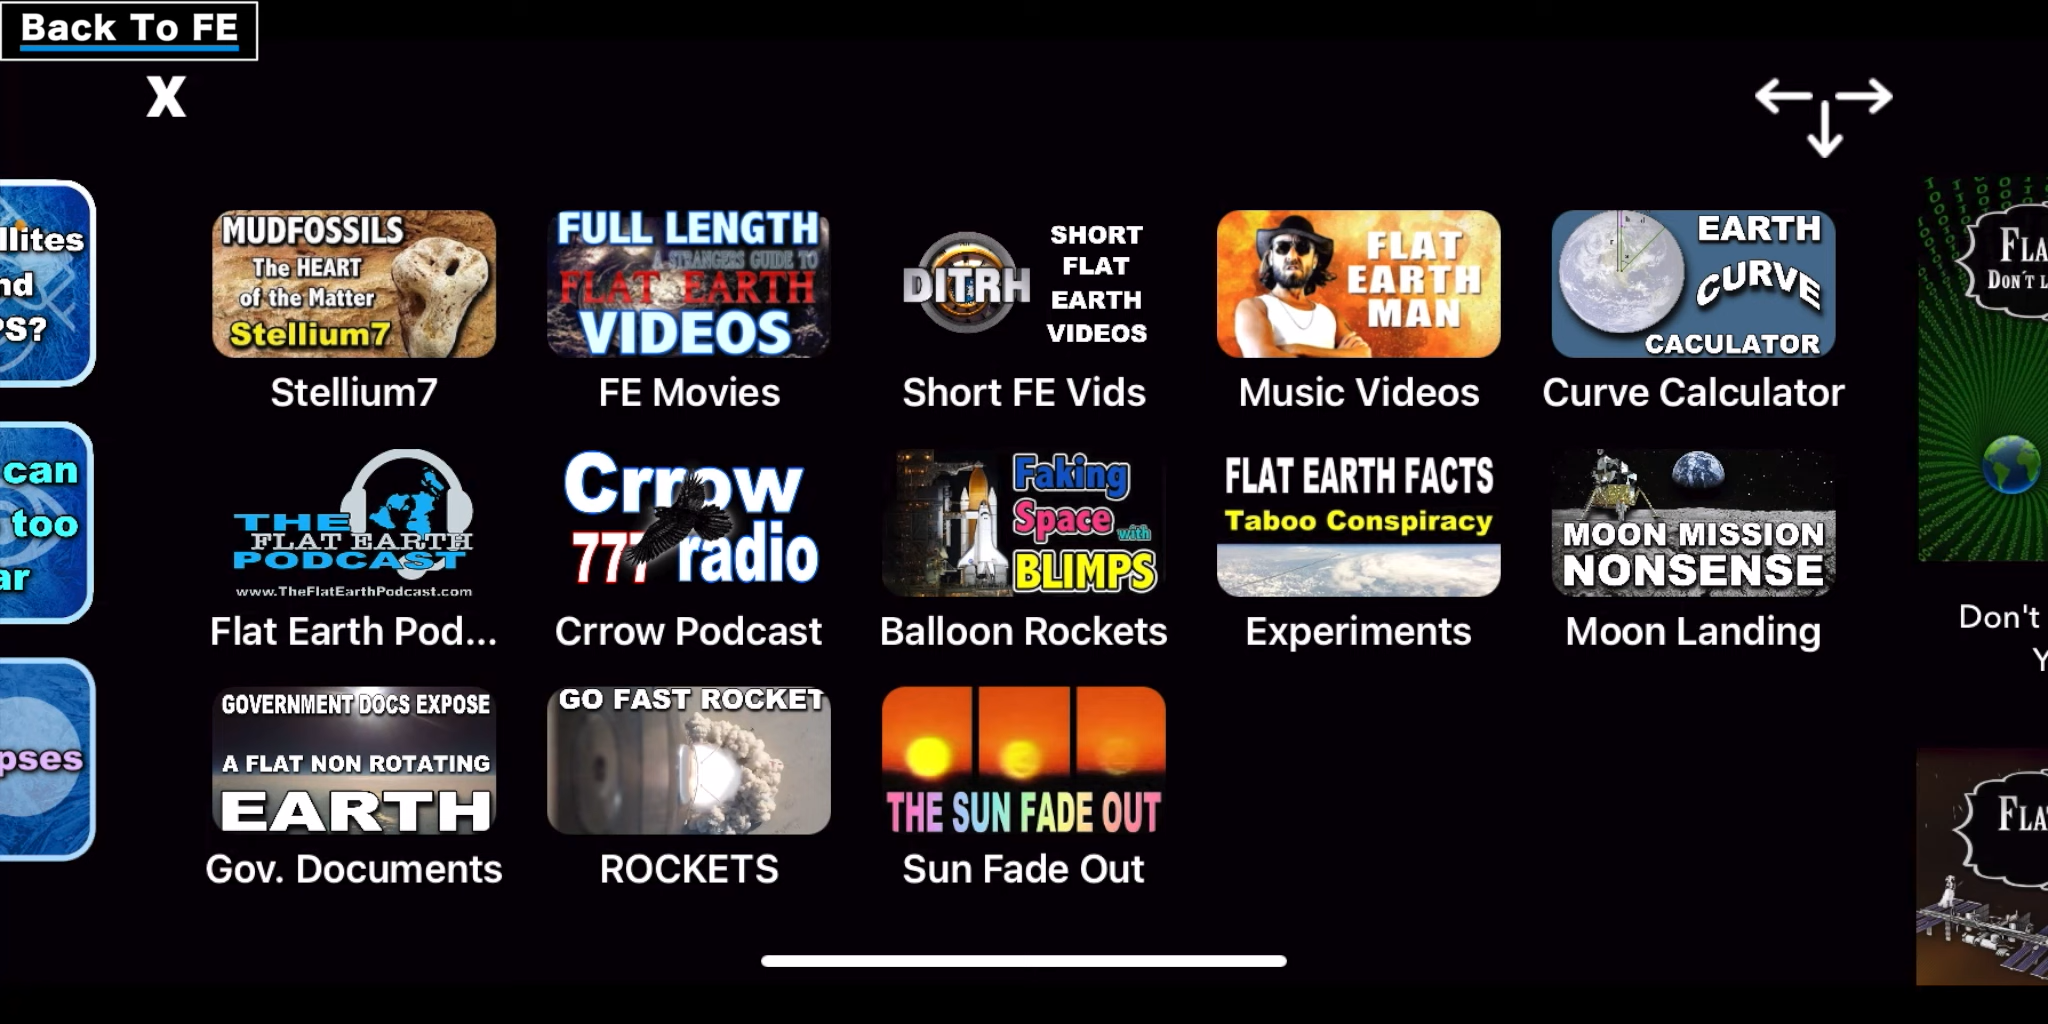 Back To FE
X
llites
nd
PS?
MUDFOSSILS
The HEART
of the Matter
Stellium7
Stellium7
FULL LENGTH
A STRANGERS GUIDE TO
FLAT EARTH
VIDEOS
FE Movies
DITRH
SHORT
FLAT
EARTH
VIDEOS
Short FE Vids
FLAT
EARTH
MAN
Music Videos
EARTH
CURVE
CACULATOR
Curve Calculator
FLA
DON'T L
can
too
ar
THE
FLAT EARTH
PODCAST
www.TheFlatEarthPodcast.com
Flat Earth Pod...
Crrow
777 radio
Crrow Podcast
Faking
Space with
BLIMPS
Balloon Rockets
FLAT EARTH FACTS
Taboo Conspiracy
Experiments
MOON MISSION
NONSENSE
Moon Landing
Don't
Y
pses
GOVERNMENT DOCS EXPOSE
A FLAT NON ROTATING
EARTH
Gov. Documents
GO FAST ROCKET
ROCKETS
THE SUN FADE OUT
Sun Fade Out
FLA